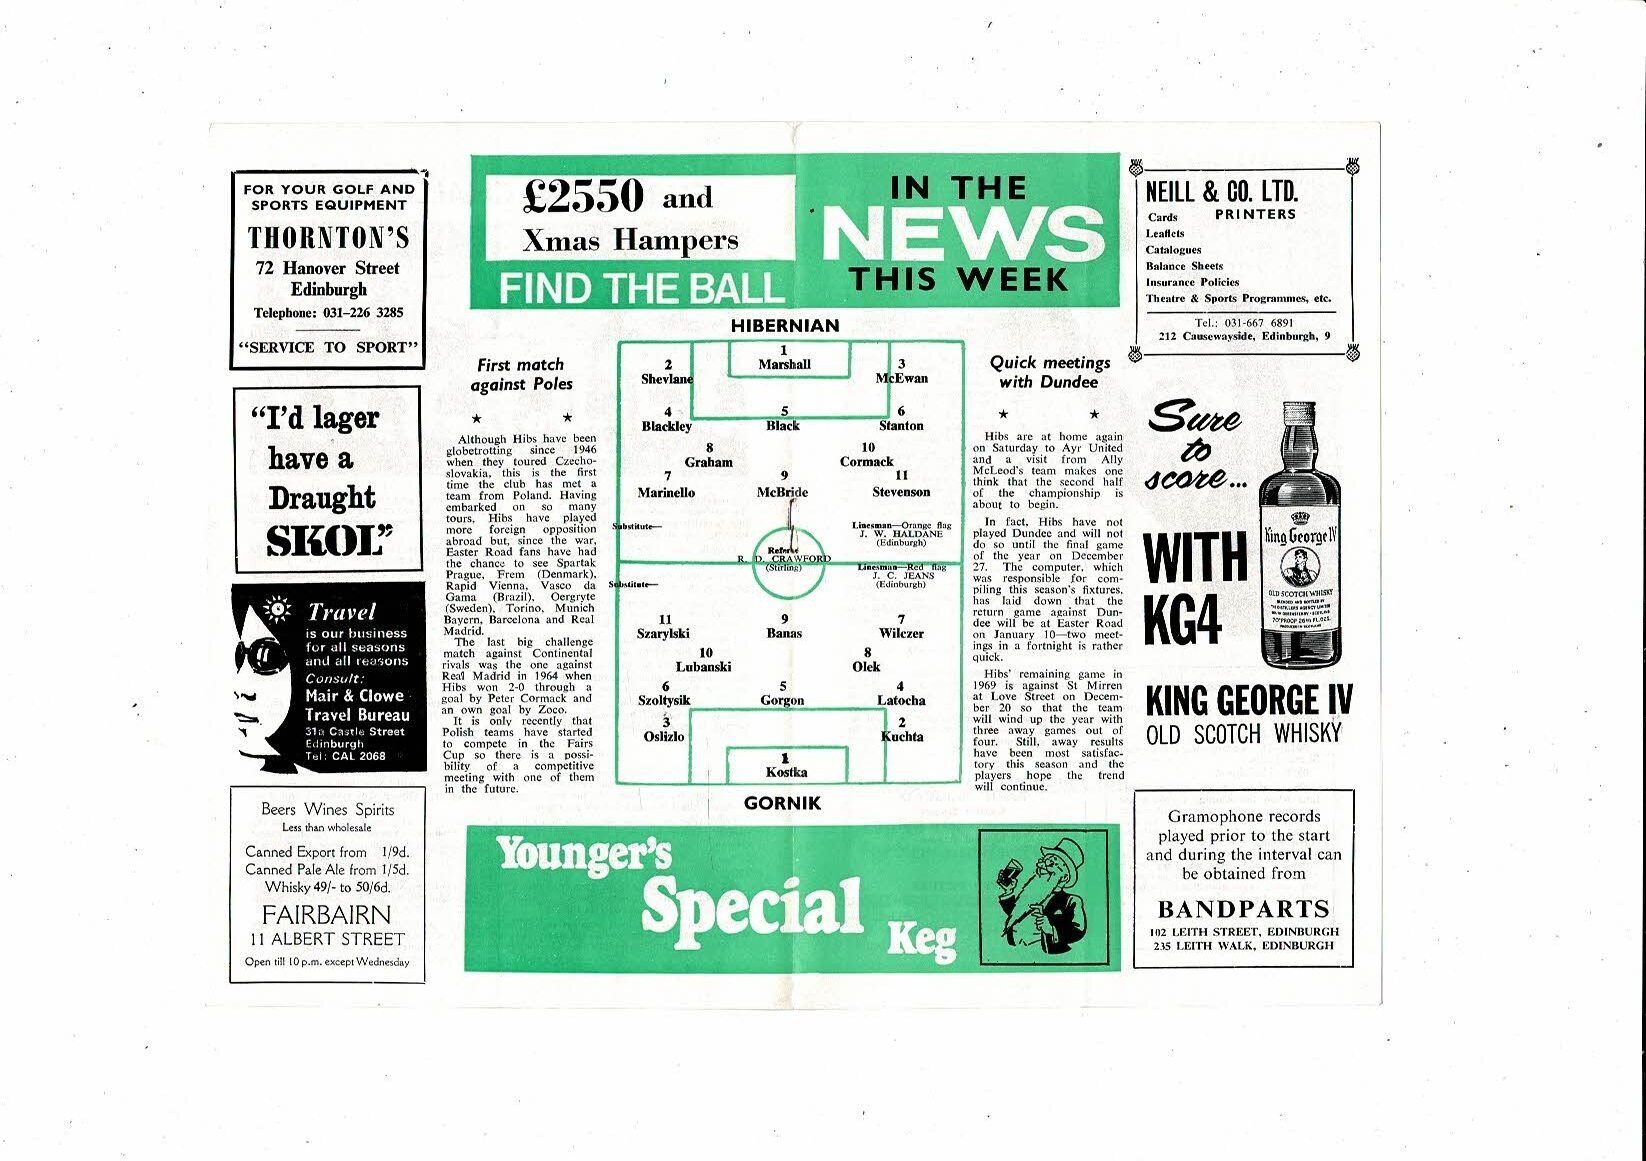 FOR YOUR GOLF AND
SPORTS EQUIPMENT
THORNTON'S
72 Hanover Street
Edinburgh
Telephone: 031-226 3285
"SERVICE TO SPORT"
"I'd lager
have a
Draught
SKOL"
Travel
is our business
for all seasons
and all reasons
Consult:
Mair & Clowe
Travel Bureau
31a Castle Street
Edinburgh
Tel: CAL 2068
Beers Wines Spirits
Less than wholesale
Canned Export from 1/9d.
Canned Pale Ale from 1/5d.
Whisky 49/- to 50/6d.
FAIRBAIRN
11 ALBERT STREET
Open till 10 p.m. except Wednesday
£2550 and
Xmas Hampers
FIND THE BALL
IN THE
NEWS
THIS WEEK
First match
against Poles
★ ★
Although Hibs have been
globetrotting since 1946
when they toured Czecho-
slovakia, this is the first
time the club has met a
team from Poland. Having
embarked on so many
tours, Hibs have played
more foreign opposition
abroad but, since the war,
Easter Road fans have had
the chance to see Spartak
Prague, Frem (Denmark),
Rapid Vienna, Vasco da
Gama (Brazil), Oergryte
(Sweden), Torino, Munich
Bayern, Barcelona and Real
Madrid.
The last big challenge
match against Continental
rivals was the one against
Real Madrid in 1964 when
Hibs won 2-0 through a
goal by Peter Cormack and
an own goal by Zoco.
It is only recently that
Polish teams have started
to compete in the Fairs
Cup so there is a possi-
bility of a competitive
meeting with one of them
in the future.
HIBERNIAN
1
Marshall
2 3
Shevlane McEwan
4 5 6
Blackley Black Stanton
8 10
Graham Cormack
7 9 11
Marinello McBride Stevenson
Substitute—
Linesman—Orange flag
J. W. HALDANE
(Edinburgh)
Referee
R. D. CRAWFORD
(Stirling)
Linesman—Red flag
J. C. JEANS
(Edinburgh)
Substitute—
11 9 7
Szarylski Banas Wilczer
10 8
Lubanski Olek
6 5 4
Szoltysik Gorgon Latocha
3 2
Oslizlo Kuchta
1
Kostka
GORNIK
Quick meetings
with Dundee
★ ★
Hibs are at home again
on Saturday to Ayr United
and a visit from Ally
McLeod's team makes one
think that the second half
of the championship is
about to begin.
In fact, Hibs have not
played Dundee and will not
do so until the final game
of the year on December
27. The computer, which
was responsible for com-
piling this season's fixtures,
has laid down that the
return game against Dun-
dee will be at Easter Road
on January 10—two meet-
ings in a fortnight is rather
quick.
Hibs' remaining game in
1969 is against St Mirren
at Love Street on Decem-
ber 20 so that the team
will wind up the year with
three away games out of
four. Still, away results
have been most satisfac-
tory this season and the
players hope the trend
will continue.
Younger's
Special
Keg
NEILL & CO. LTD.
PRINTERS
Cards
Leaflets
Catalogues
Balance Sheets
Insurance Policies
Theatre & Sports Programmes, etc.
Tel.: 031-667 6891
212 Causewayside, Edinburgh, 9
Sure
to
score...
WITH
KG4
King George IV
OLD SCOTCH WHISKY
KING GEORGE IV
OLD SCOTCH WHISKY
Gramophone records
played prior to the start
and during the interval can
be obtained from
BANDPARTS
102 LEITH STREET, EDINBURGH
235 LEITH WALK, EDINBURGH